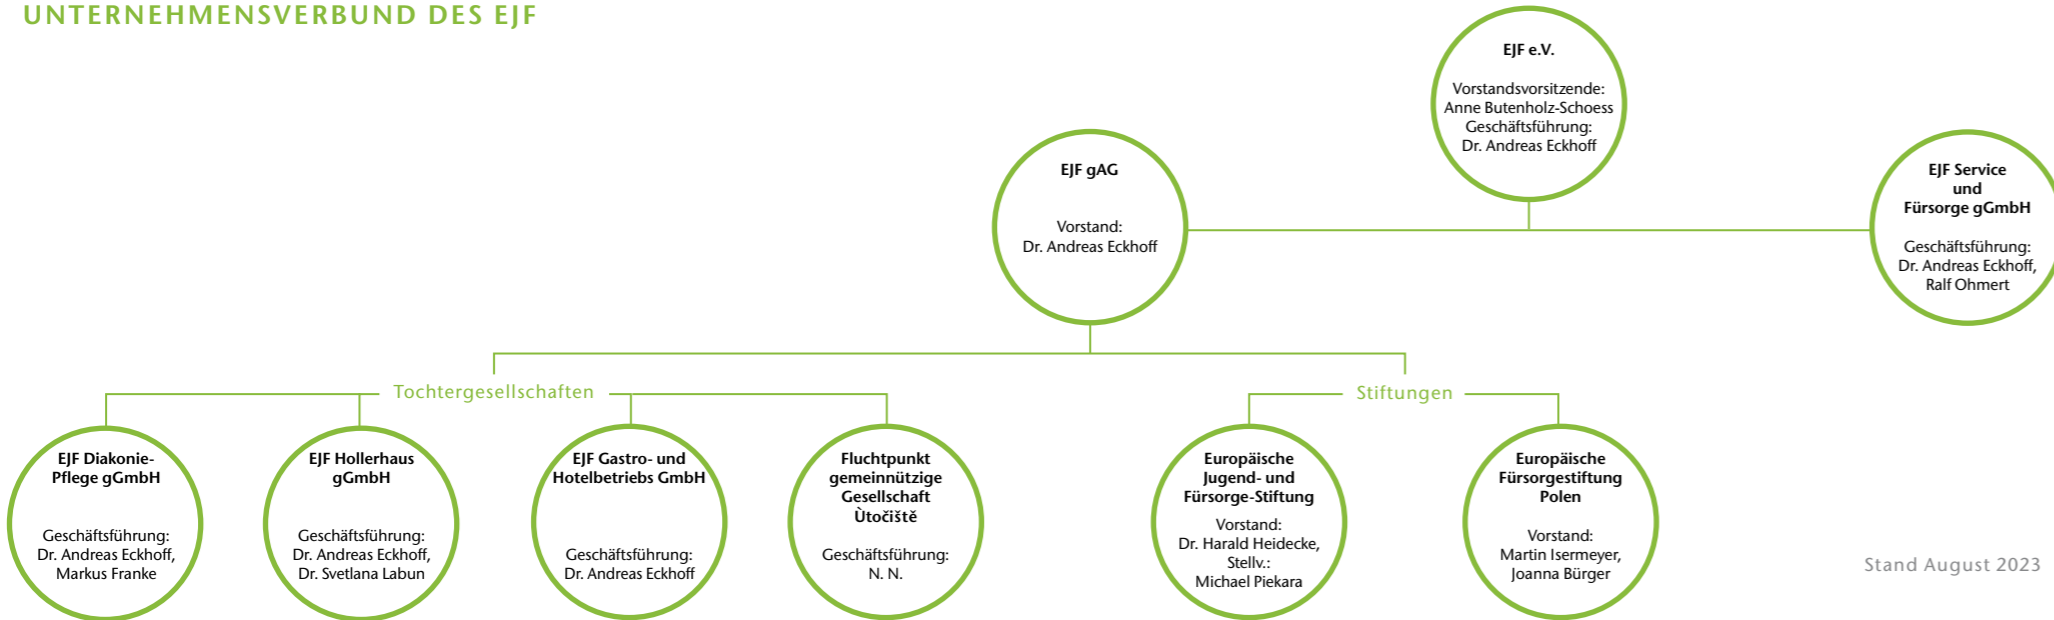 UNTERNEHMENSVERBUND DES EJF
EJF e.V.
Vorstandsvorsitzende:
Anne Butenholz-Schoess
Geschäftsführung:
Dr. Andreas Eckhoff
EJF gAG
Vorstand:
Dr. Andreas Eckhoff
EJF Service
und
Fürsorge gGmbH
Geschäftsführung:
Dr. Andreas Eckhoff,
Ralf Ohmert
Tochtergesellschaften
Stiftungen
EJF Diakonie-
Pflege gGmbH
Geschäftsführung:
Dr. Andreas Eckhoff,
Markus Franke
EJF Hollerhaus
gGmbH
Geschäftsführung:
Dr. Andreas Eckhoff,
Dr. Svetlana Labun
EJF Gastro- und
Hotelbetriebs GmbH
Geschäftsführung:
Dr. Andreas Eckhoff
Fluchtpunkt
gemeinnützige
Gesellschaft
Ùtočiště
Geschäftsführung:
N. N.
Europäische
Jugend- und
Fürsorge-Stiftung
Vorstand:
Dr. Harald Heidecke,
Stellv.:
Michael Piekara
Europäische
Fürsorgestiftung
Polen
Vorstand:
Martin Isermeyer,
Joanna Bürger
Stand August 2023